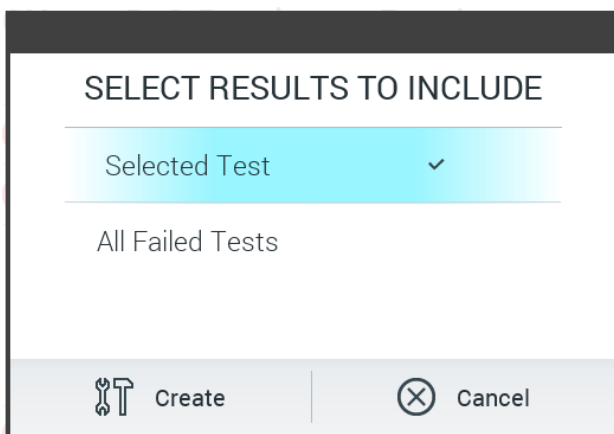 SELECT RESULTS TO INCLUDE
Selected Test
All Failed Tests
Create
Cancel